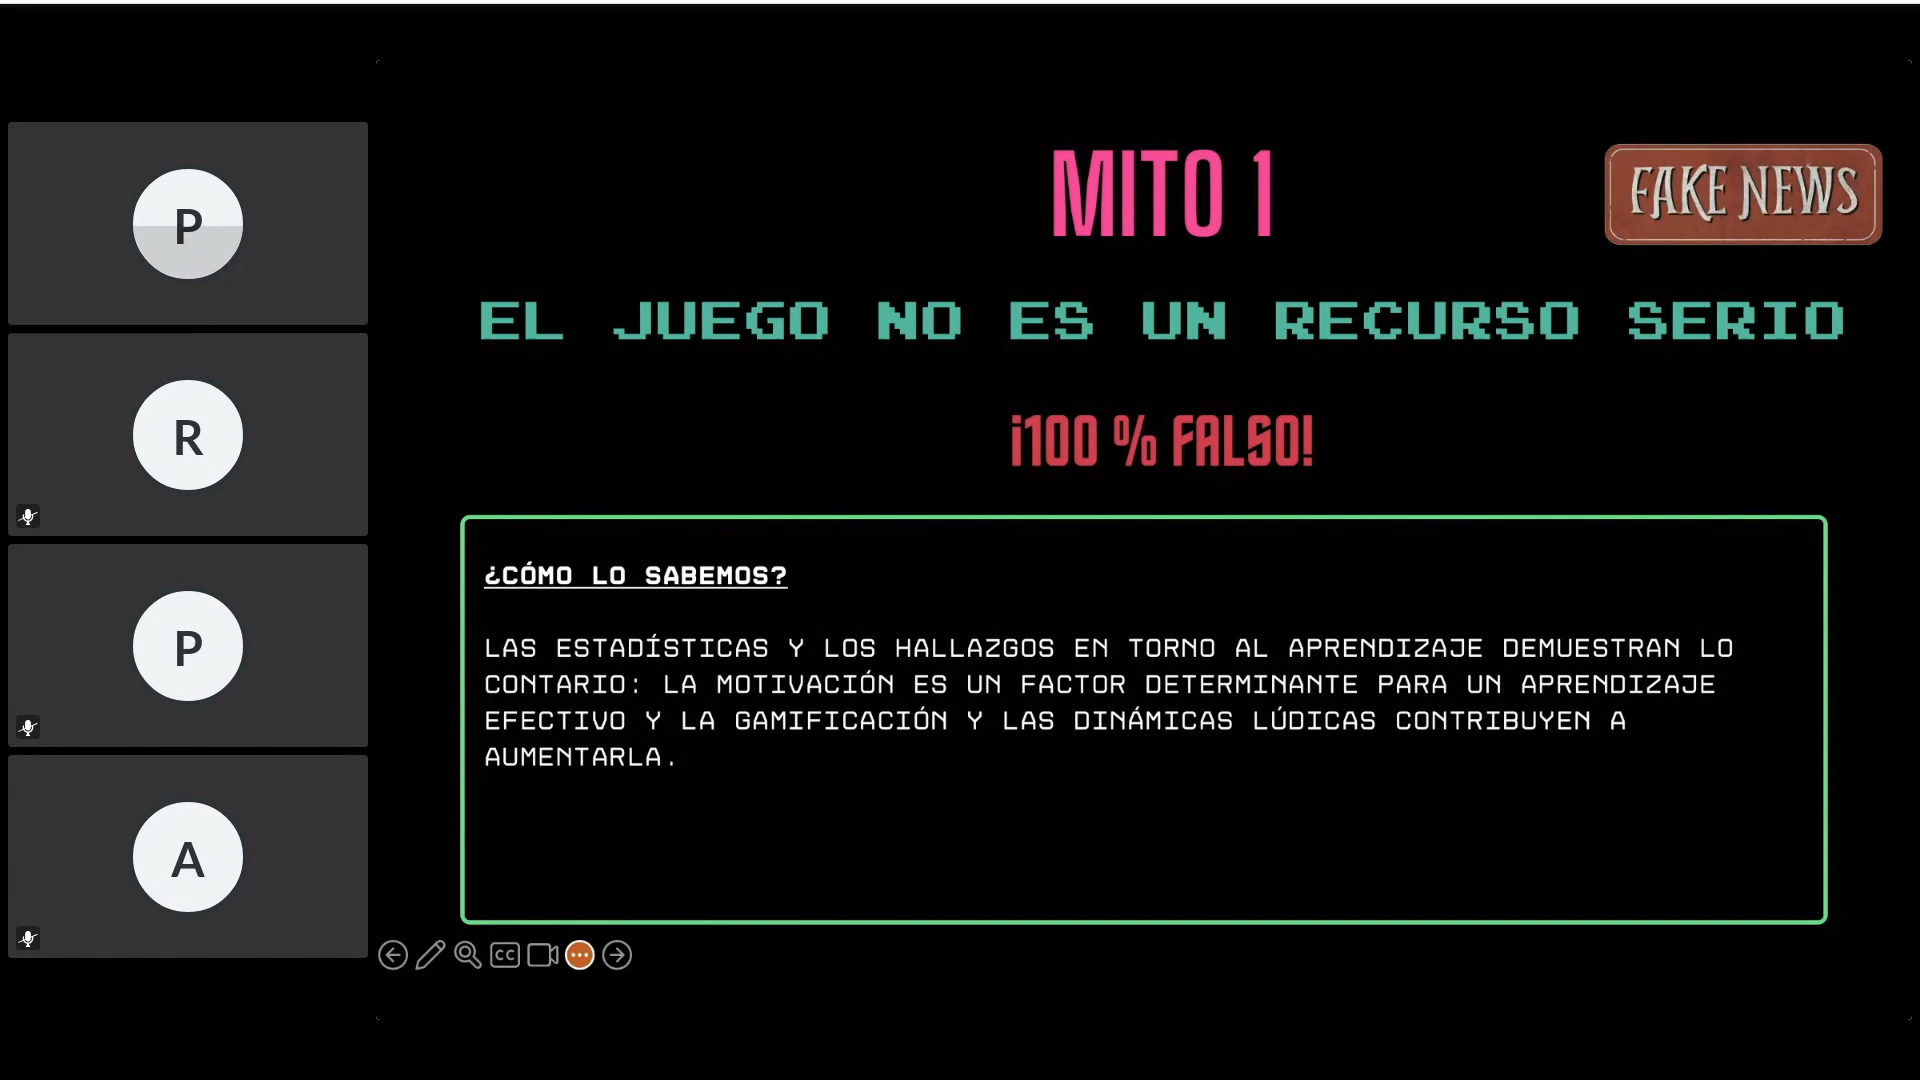 P
R
P
A
MITO 1
FAKE NEWS
EL JUEGO NO ES UN RECURSO SERIO
¡100 % FALSO!
¿CÓMO LO SABEMOS?
LAS ESTADÍSTICAS Y LOS HALLAZGOS EN TORNO AL APRENDIZAJE DEMUESTRAN LO
CONTARIO: LA MOTIVACIÓN ES UN FACTOR DETERMINANTE PARA UN APRENDIZAJE
EFECTIVO Y LA GAMIFICACIÓN Y LAS DINÁMICAS LÚDICAS CONTRIBUYEN A
AUMENTARLA.
CC